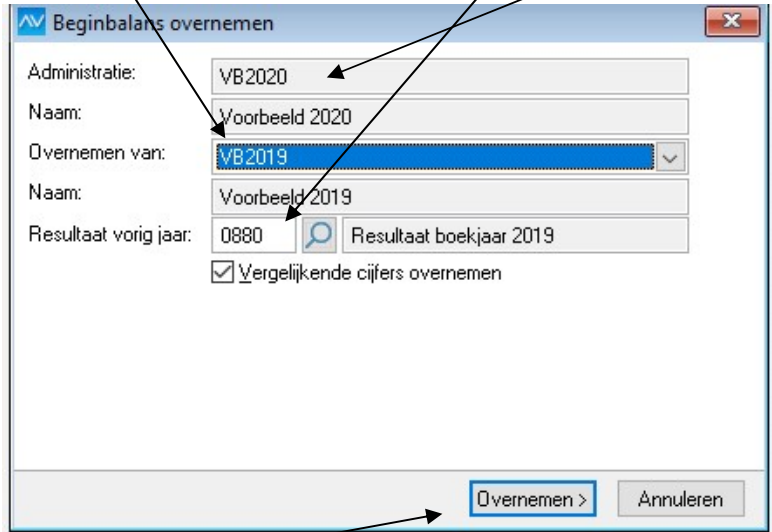 Beginbalans overnemen
Administratie: VB2020
Naam: Voorbeeld 2020
Overnemen van: VB2019
Naam: Voorbeeld 2019
Resultaat vorig jaar: 0880 Resultaat boekjaar 2019
Vergelijkende cijfers overnemen
Overnemen > Annuleren